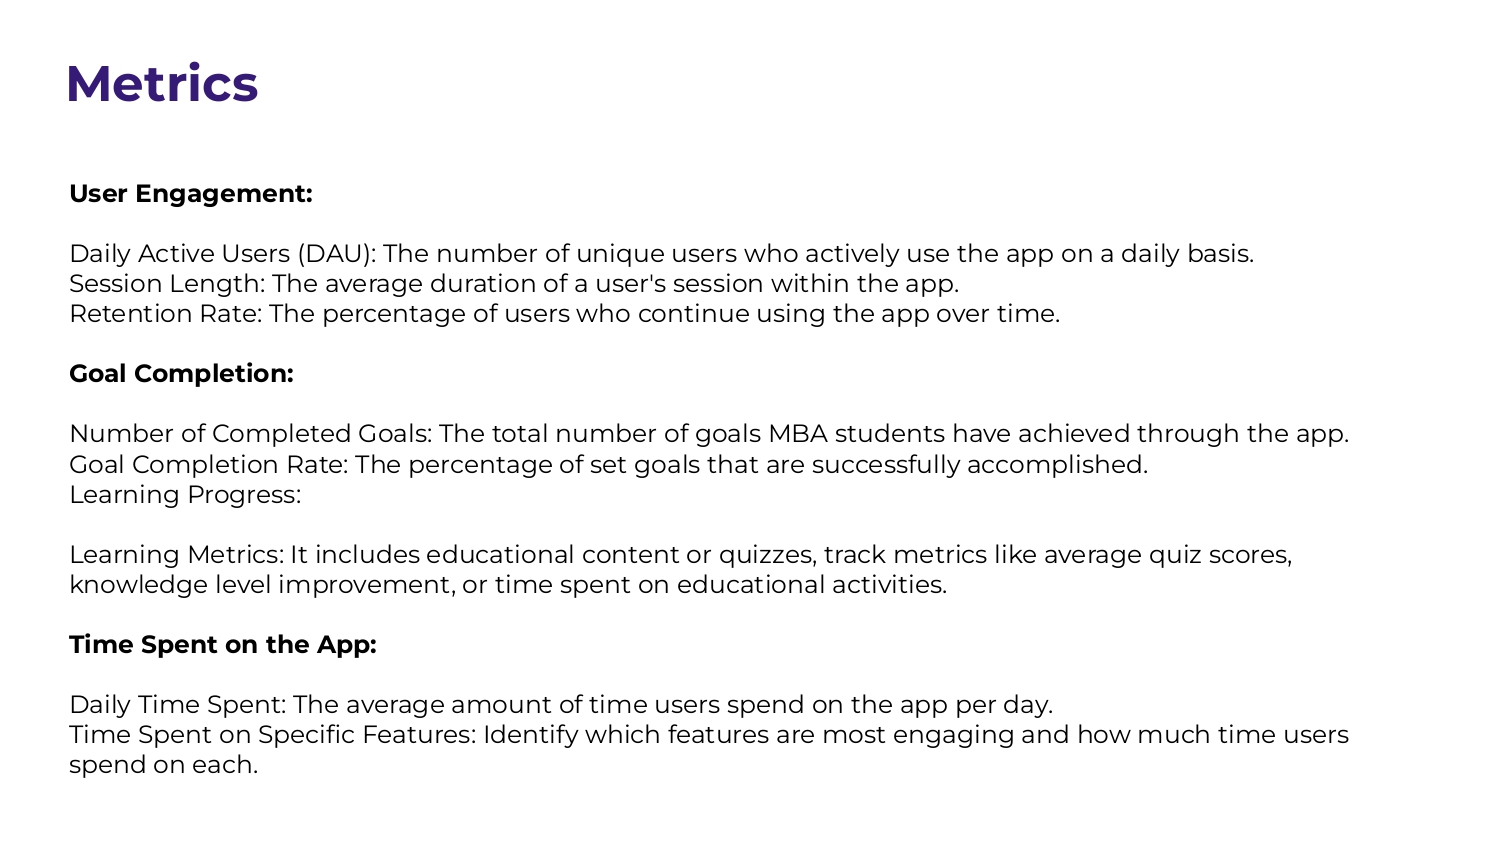 Metrics
User Engagement:
Daily Active Users (DAU): The number of unique users who actively use the app on a daily basis.
Session Length: The average duration of a user's session within the app.
Retention Rate: The percentage of users who continue using the app over time.
Goal Completion:
Number of Completed Goals: The total number of goals MBA students have achieved through the app.
Goal Completion Rate: The percentage of set goals that are successfully accomplished.
Learning Progress:
Learning Metrics: It includes educational content or quizzes, track metrics like average quiz scores,
knowledge level improvement, or time spent on educational activities.
Time Spent on the App:
Daily Time Spent: The average amount of time users spend on the app per day.
Time Spent on Specific Features: Identify which features are most engaging and how much time users
spend on each.